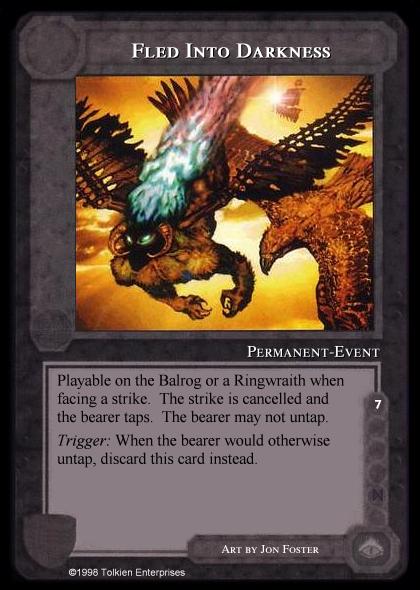 Fled Into Darkness
Permanent-Event
Playable on the Balrog or a Ringwraith when
facing a strike. The strike is cancelled and
the bearer taps. The bearer may not untap.
Trigger: When the bearer would otherwise
untap, discard this card instead.
7
N
Art by Jon Foster
©1998 Tolkien Enterprises